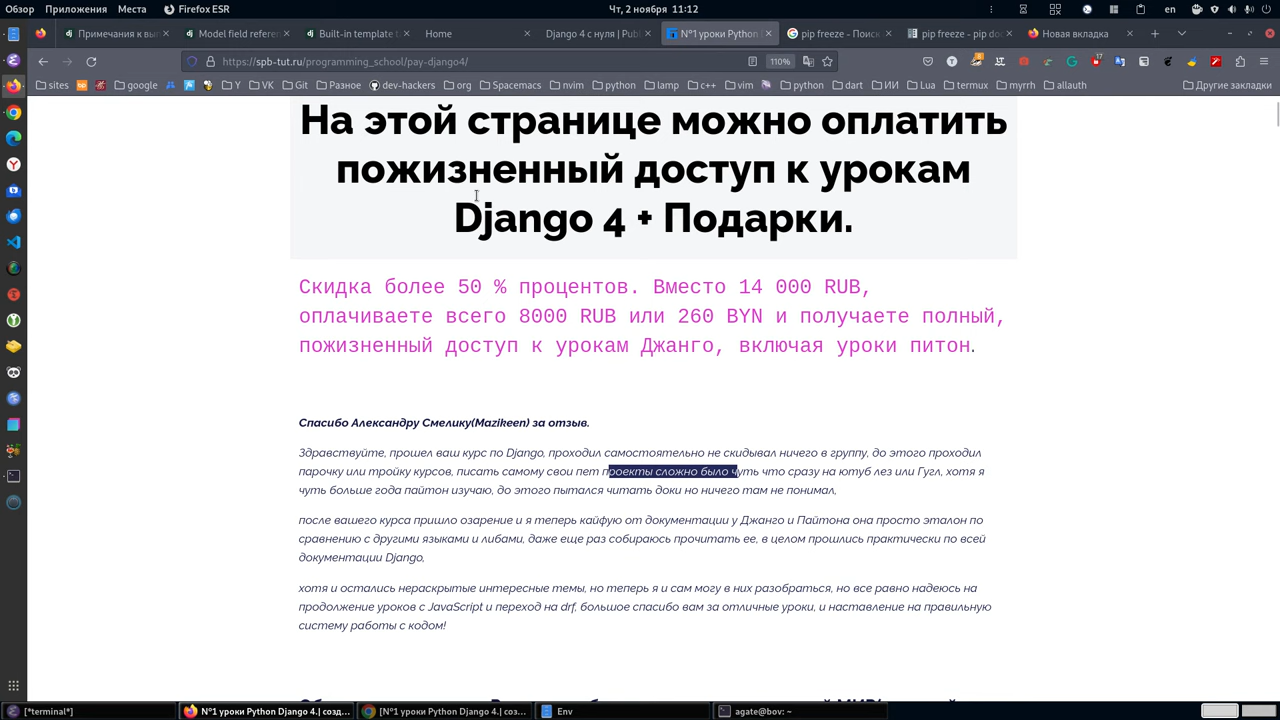 Обзор Приложения Места Firefox ESR Чт, 2 ноября 11:12 en
Примечания к вып Model field refere Built-in template t Home Django 4 с нуля | Pub N°1 уроки Python pip freeze - Поиск pip freeze - pip doc Новая вкладка
https://spb-tut.ru/programming_school/pay-django4/ 110%
sites google VK Git Разное dev-hackers org Spacemacs python lamp c++ vim python dart ИИ Lua termux myrrh allauth Другие закладки
На этой странице можно оплатить
пожизненный доступ к урокам
Django 4 + Подарки.
Скидка более 50 % процентов. Вместо 14 000 RUB,
оплачиваете всего 8000 RUB или 260 BYN и получаете полный,
пожизненный доступ к урокам Джанго, включая уроки питон.
Спасибо Александру Смелику(Mazikeen) за отзыв.
Здравствуйте, прошел ваш курс по Django, проходил самостоятельно не скидывал ничего в группу, до этого проходил
парочку или тройку курсов, писать самому свои пет проекты сложно было чуть что сразу на ютуб лез или Гугл, хотя я
чуть больше года пайтон изучаю, до этого пытался читать доки но ничего там не понимал,
после вашего курса пришло озарение и я теперь кайфую от документации у Джанго и Пайтона она просто эталон по
сравнению с другими языками и либами, даже еще раз собираюсь прочитать ее, в целом прошлись практически по всей
документации Django,
хотя и остались нераскрытые интересные темы, но теперь я и сам могу в них разобраться, но все равно надеюсь на
продолжение уроков с JavaScript и переход на drf, большое спасибо вам за отличные уроки, и наставление на правильную
систему работы с кодом!
[*terminal*] N°1 уроки Python Django 4.| созд... [N°1 уроки Python Django 4.| соз... Env agate@bov: ~